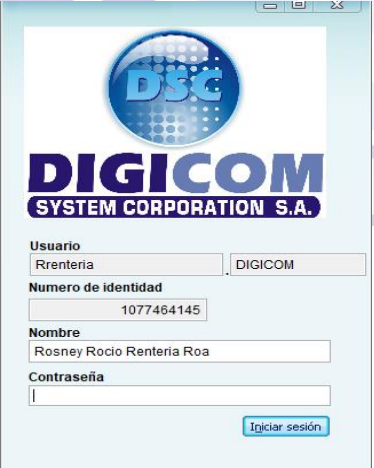 DSC
DIGICOM
SYSTEM CORPORATION S.A.
Usuario
Rrenteria . DIGICOM
Numero de identidad
1077464145
Nombre
Rosney Rocio Renteria Roa
Contraseña
Iniciar sesión